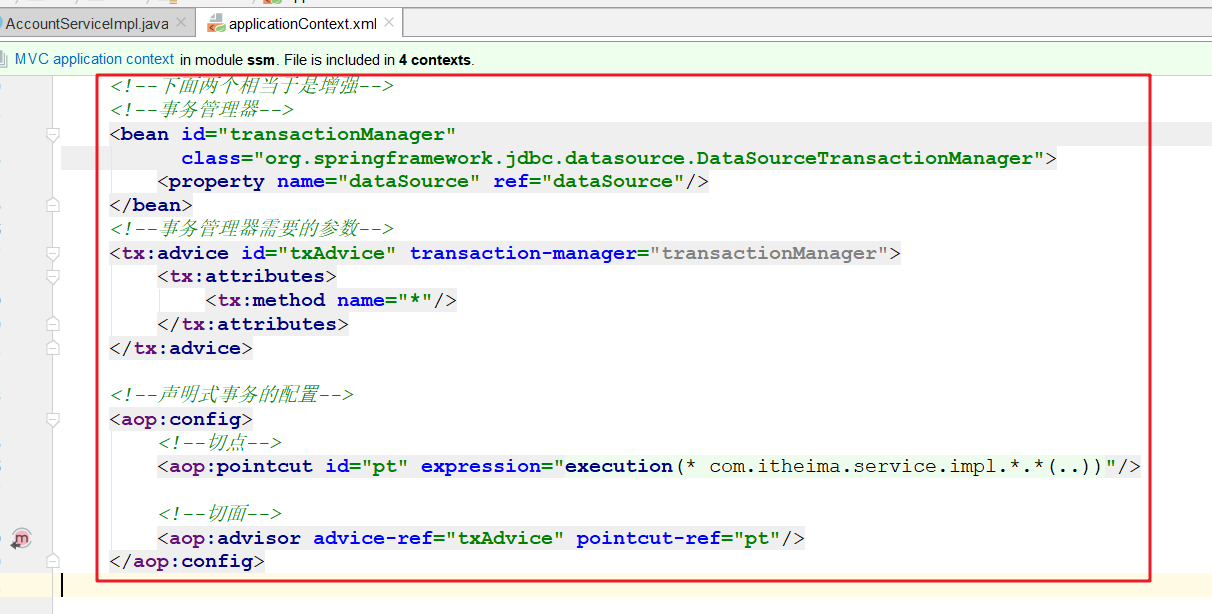 AccountServiceImpl.java
applicationContext.xml
MVC application context in module ssm. File is included in 4 contexts.
<!--下面两个相当于是增强-->
<!--事务管理器-->
<bean id="transactionManager"
class="org.springframework.jdbc.datasource.DataSourceTransactionManager">
<property name="dataSource" ref="dataSource"/>
</bean>
<!--事务管理器需要的参数-->
<tx:advice id="txAdvice" transaction-manager="transactionManager">
<tx:attributes>
<tx:method name="*"/>
</tx:attributes>
</tx:advice>
<!--声明式事务的配置-->
<aop:config>
<!--切点-->
<aop:pointcut id="pt" expression="execution(* com.itheima.service.impl.*.*(..))"/>
<!--切面-->
<aop:advisor advice-ref="txAdvice" pointcut-ref="pt"/>
m
</aop:config>